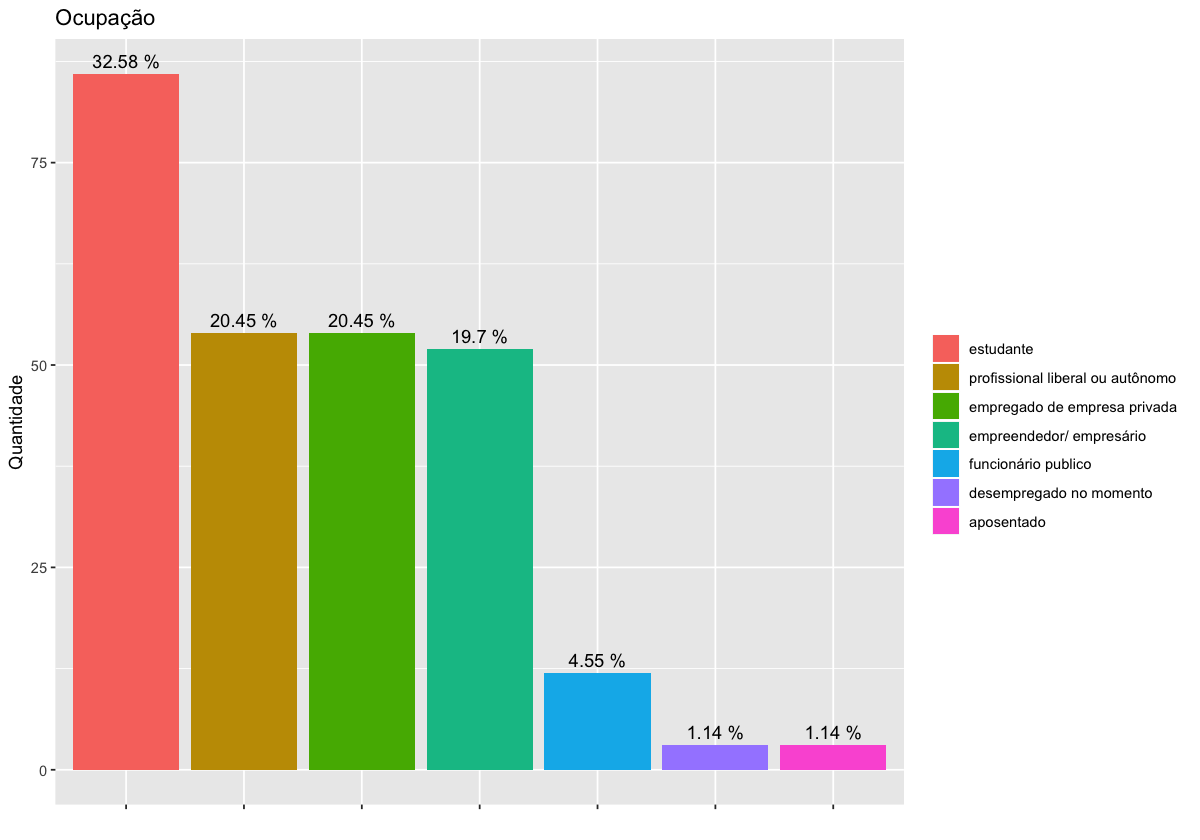 Ocupação
32.58 %
20.45 %
20.45 %
19.7 %
4.55 %
1.14 %
1.14 %
75
50
25
0
Quantidade
estudante
profissional liberal ou autônomo
empregado de empresa privada
empreendedor/ empresário
funcionário publico
desempregado no momento
aposentado